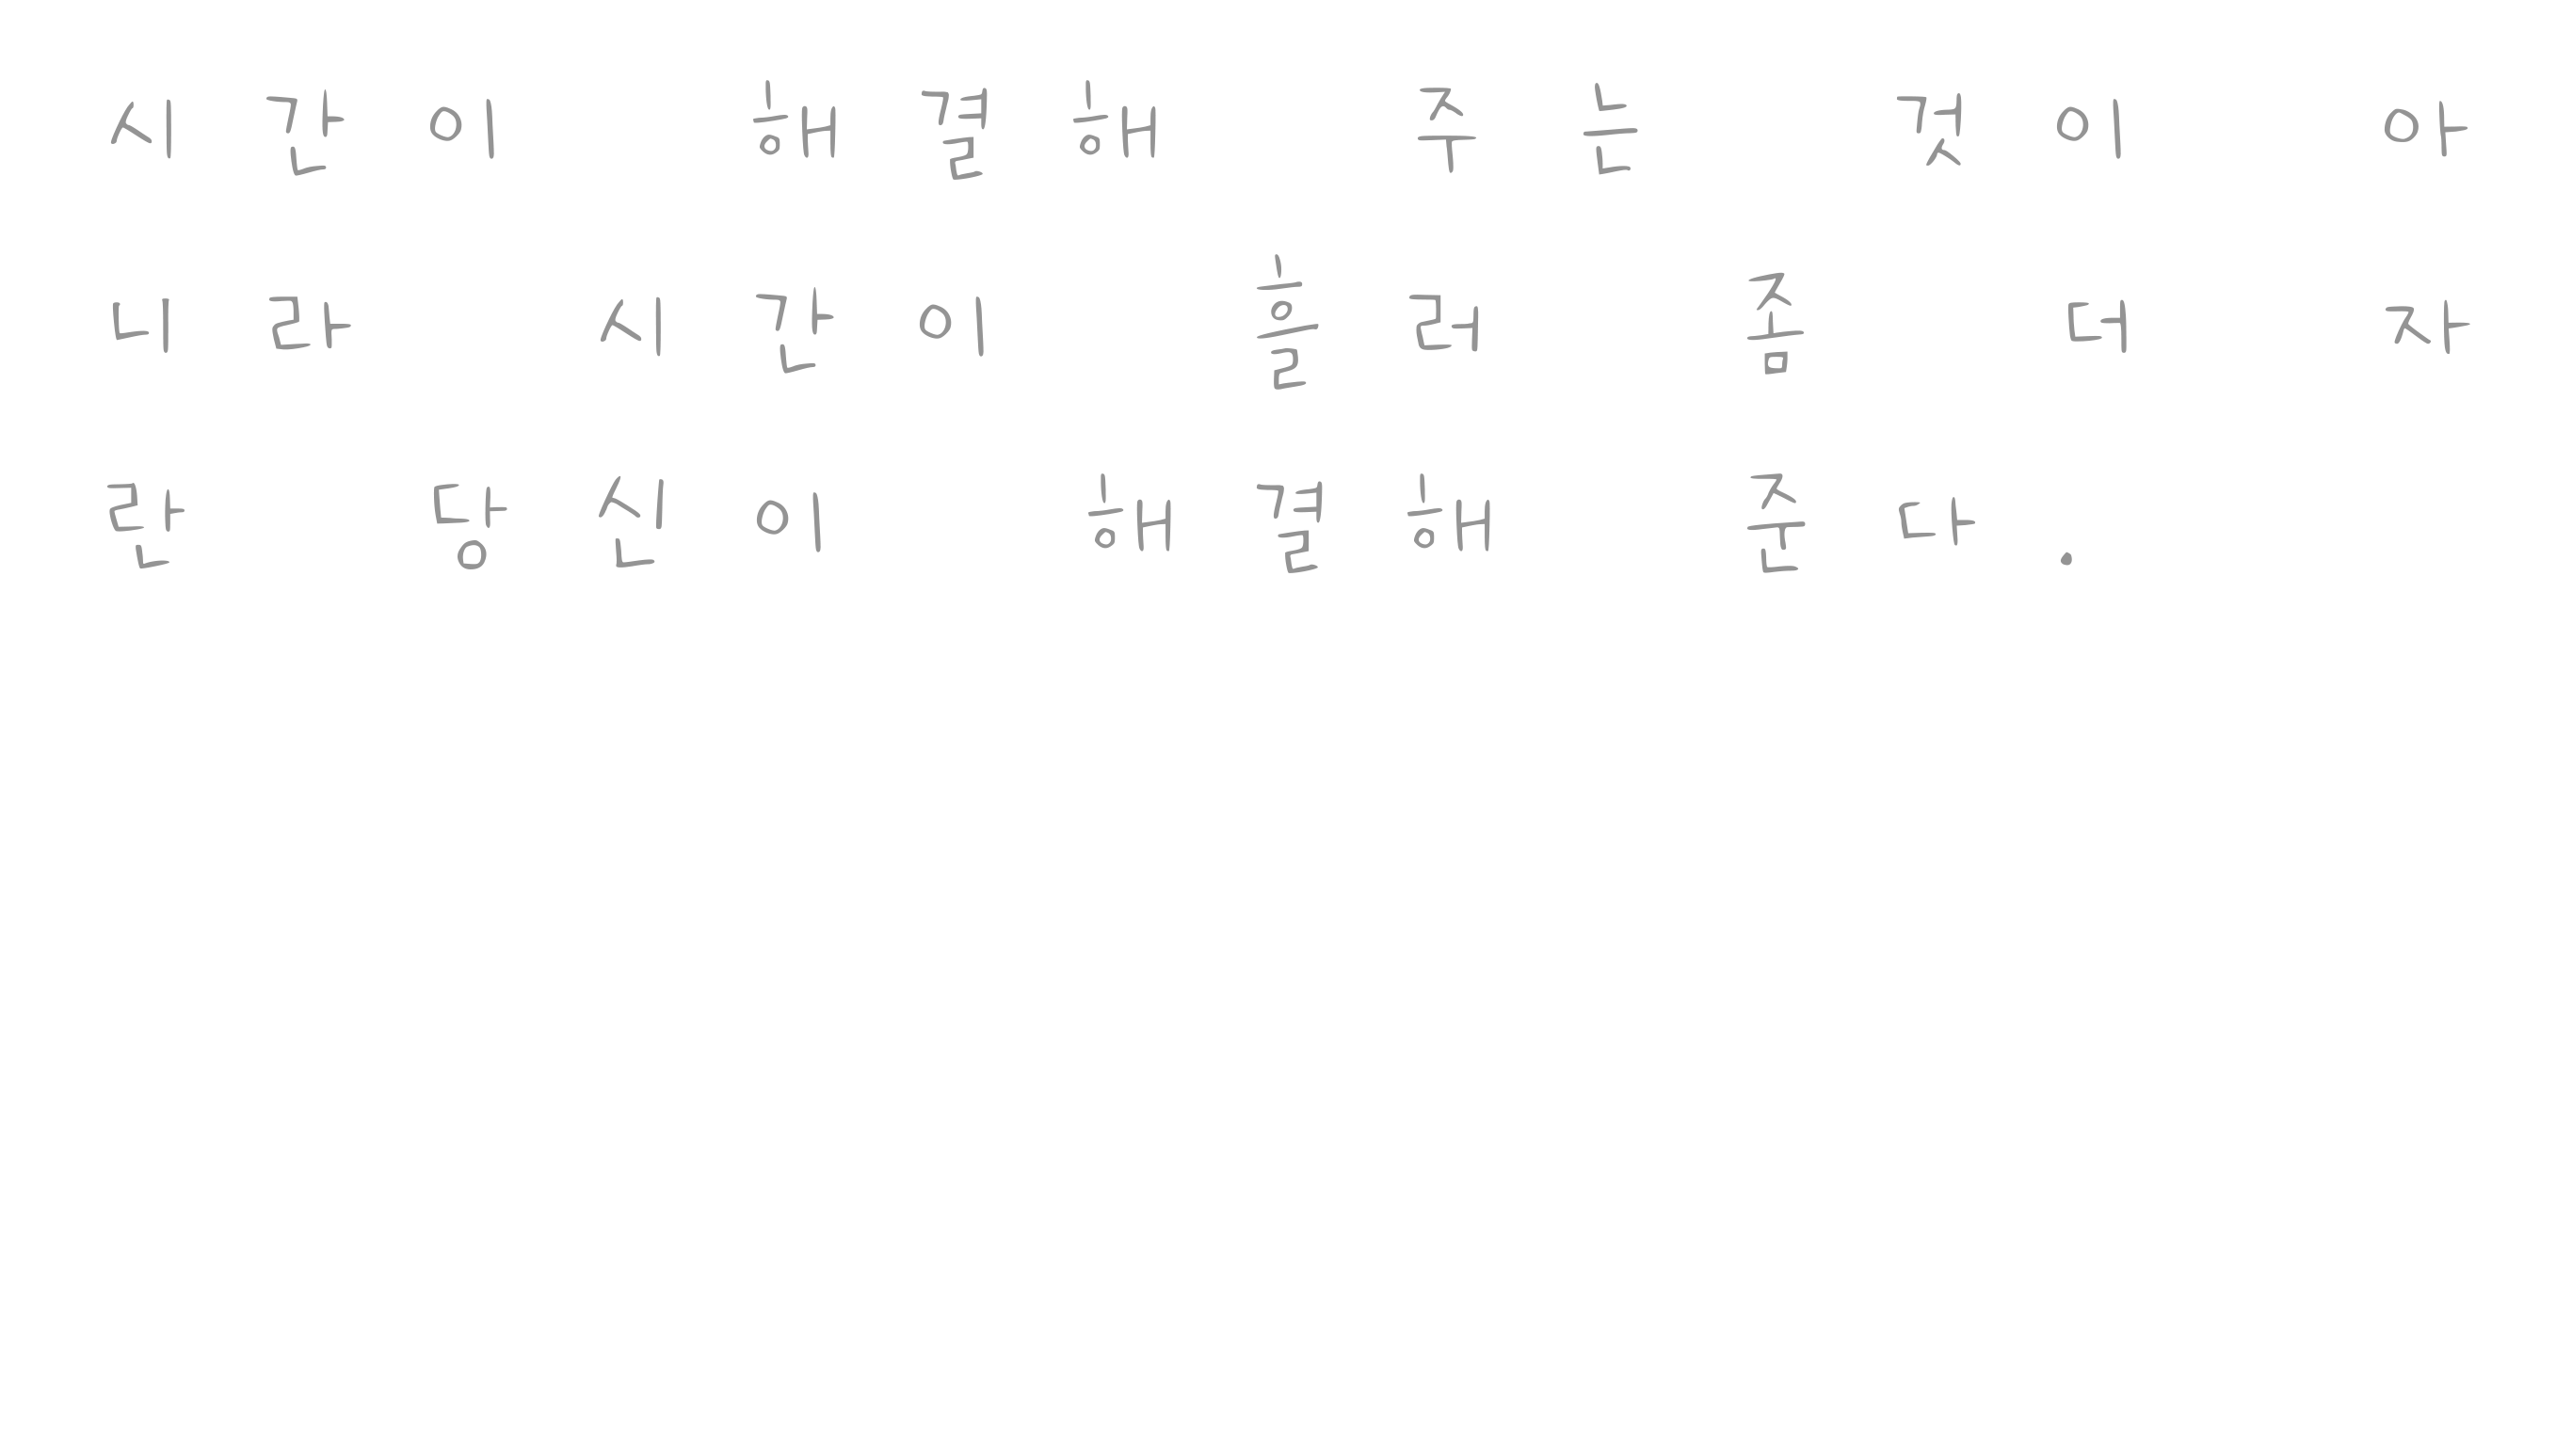 시간이 해결해 주는 것이 아
니라 시간이 흘러 좀 더 자
란 당신이 해결해 준다.